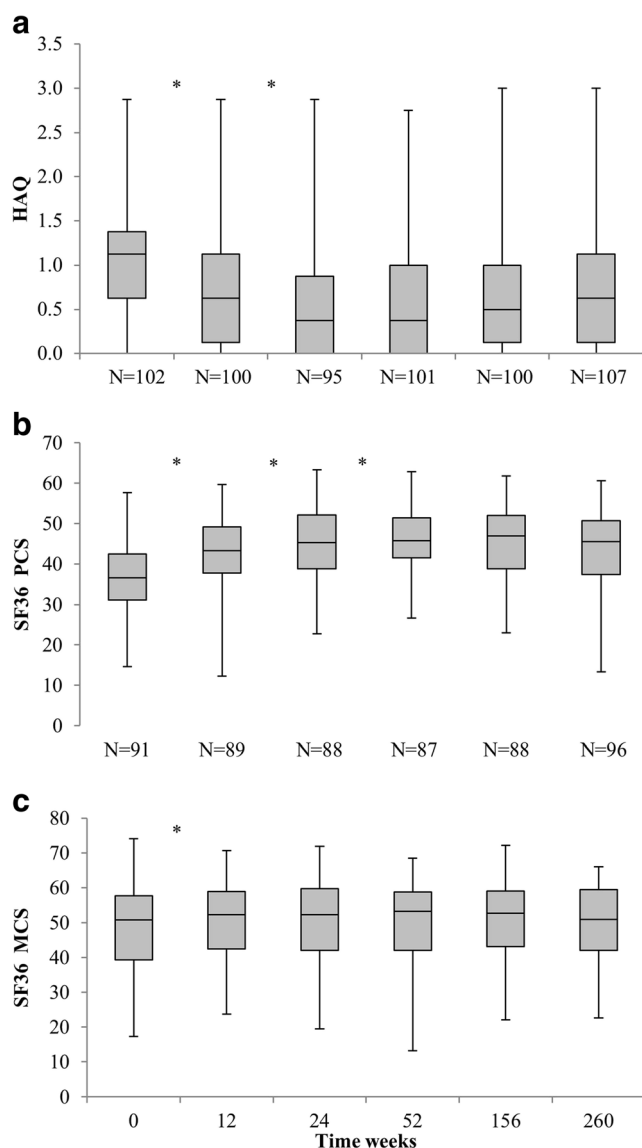 a
3.5
* *
3.0
2.5
2.0
HAQ
1.5
1.0
0.5
0.0
N=102 N=100 N=95 N=101 N=100 N=107
b
70
* * *
60
50
40
SF36 PCS
30
20
10
0
N=91 N=89 N=88 N=87 N=88 N=96
c
80
*
70
60
50
SF36 MCS
40
30
20
10
0
0 12 24 52 156 260
Time weeks